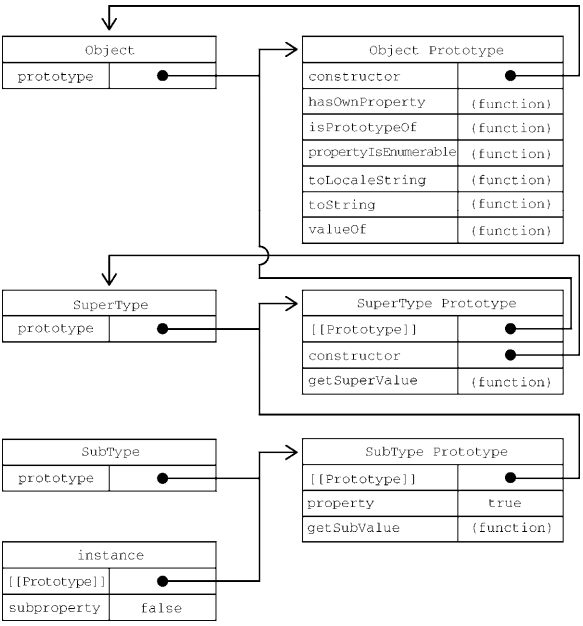 Object
prototype
Object Prototype
constructor
hasOwnProperty (function)
isPrototypeOf (function)
propertyIsEnumerable (function)
toLocaleString (function)
toString (function)
valueOf (function)
SuperType
prototype
SuperType Prototype
[[Prototype]]
constructor
getSuperValue (function)
SubType
prototype
SubType Prototype
[[Prototype]]
property true
getSubValue (function)
instance
[[Prototype]]
subproperty false